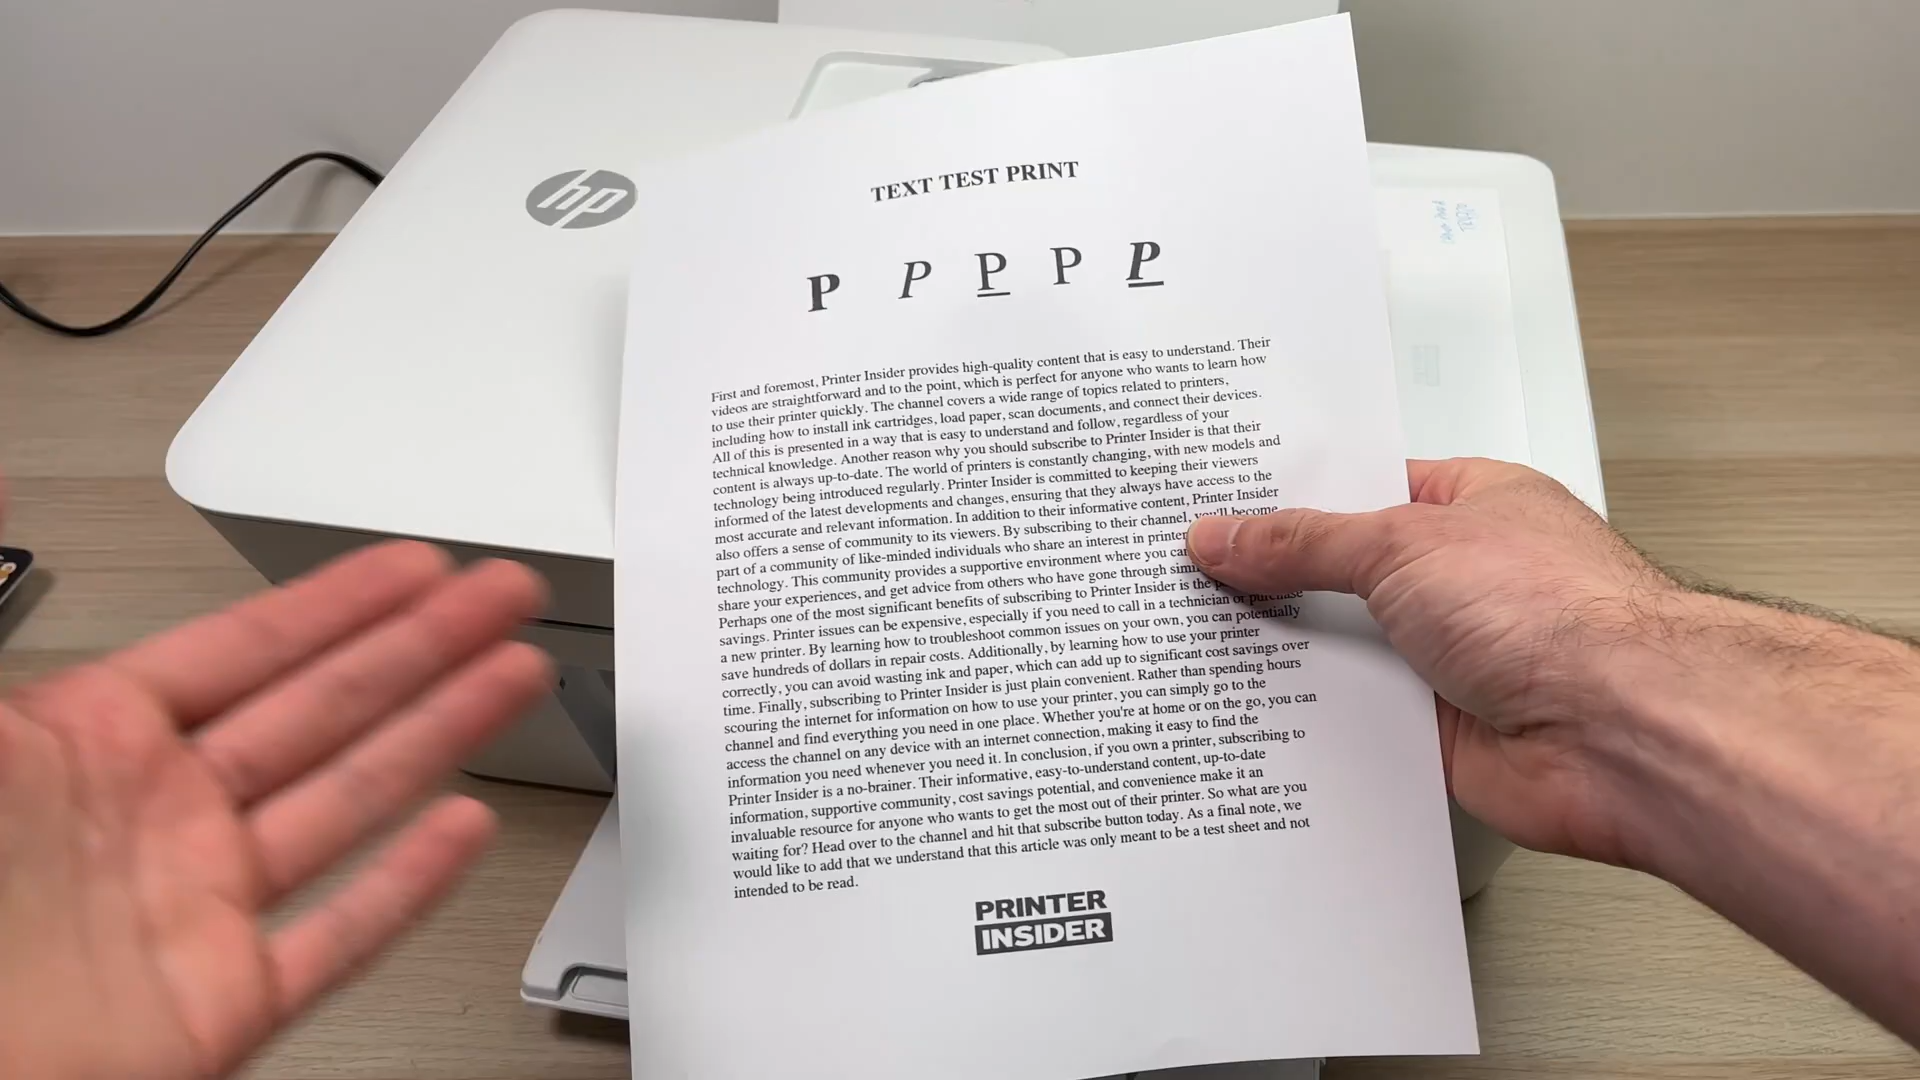 hp
TEXT TEST PRINT
P P P P P
First and foremost, Printer Insider provides high-quality content that is easy to understand. Their
videos are straightforward and to the point, which is perfect for anyone who wants to learn how
to use their printer quickly. The channel covers a wide range of topics related to printers,
including how to install ink cartridges, load paper, scan documents, and connect their devices.
All of this is presented in a way that is easy to understand and follow, regardless of your
technical knowledge. Another reason why you should subscribe to Printer Insider is that their
content is always up-to-date. The world of printers is constantly changing, with new models and
technology being introduced regularly. Printer Insider is committed to keeping their viewers
informed of the latest developments and changes, ensuring that they always have access to the
most accurate and relevant information. In addition to their informative content, Printer Insider
also offers a sense of community to its viewers. By subscribing to their channel, you'll become
part of a community of like-minded individuals who share an interest in printer
technology. This community provides a supportive environment where you can
share your experiences, and get advice from others who have gone through
Perhaps one of the most significant benefits of subscribing to Printer Insider is the
savings. Printer issues can be expensive, especially if you need to call in a technician or purchase
a new printer. By learning how to troubleshoot common issues on your own, you can potentially
save hundreds of dollars in repair costs. Additionally, by learning how to use your printer
correctly, you can avoid wasting ink and paper, which can add up to significant cost savings over
time. Finally, subscribing to Printer Insider is just plain convenient. Rather than spending hours
scouring the internet for information on how to use your printer, you can simply go to the
channel and find everything you need in one place. Whether you're at home or on the go, you can
access the channel on any device with an internet connection, making it easy to find the
information you need whenever you need it. In conclusion, if you own a printer, subscribing to
Printer Insider is a no-brainer. Their informative, easy-to-understand content, up-to-date
information, supportive community, cost savings potential, and convenience make it an
invaluable resource for anyone who wants to get the most out of their printer. So what are you
waiting for? Head over to the channel and hit that subscribe button today. As a final note, we
would like to add that we understand that this article was only meant to be a test sheet and not
intended to be read.
PRINTER
INSIDER